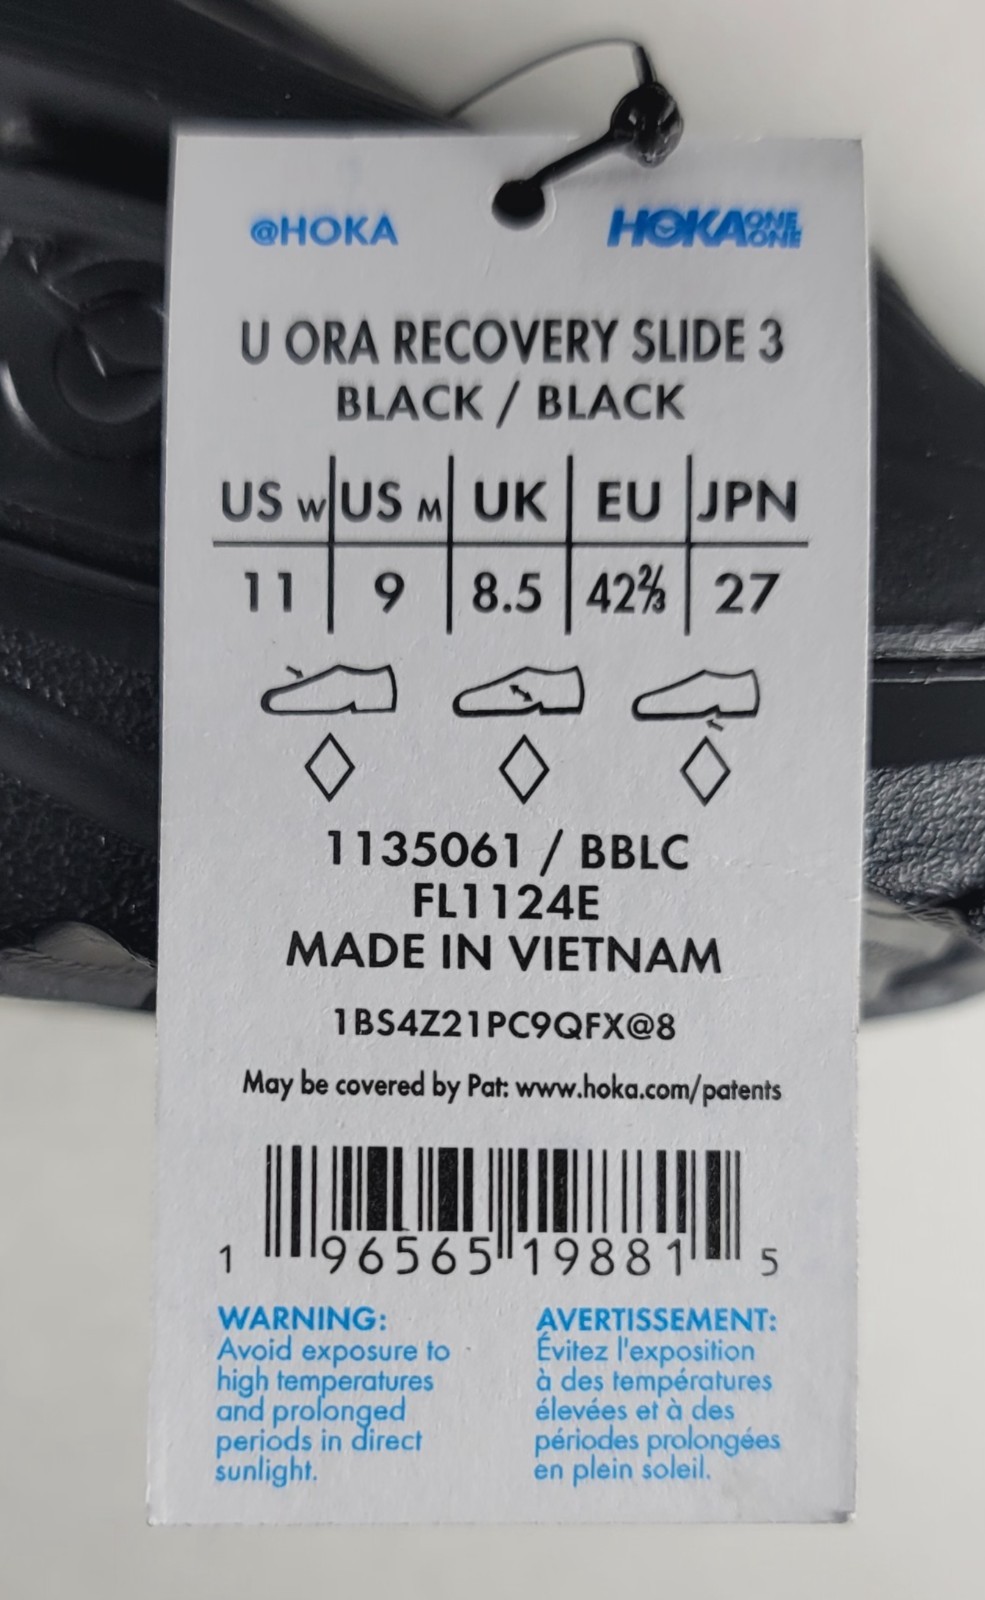 @HOKA HOKA ONE ONE
U ORA RECOVERY SLIDE 3
BLACK / BLACK
US W US M UK EU JPN
11 9 8.5 42⅔ 27
1135061 / BBLC
FL1124E
MADE IN VIETNAM
1BS4Z21PC9QFX@8
May be covered by Pat: www.hoka.com/patents
1 96565 19881 5
WARNING:
Avoid exposure to
high temperatures
and prolonged
periods in direct
sunlight.
AVERTISSEMENT:
Évitez l'exposition
à des températures
élevées et à des
périodes prolongées
en plein soleil.